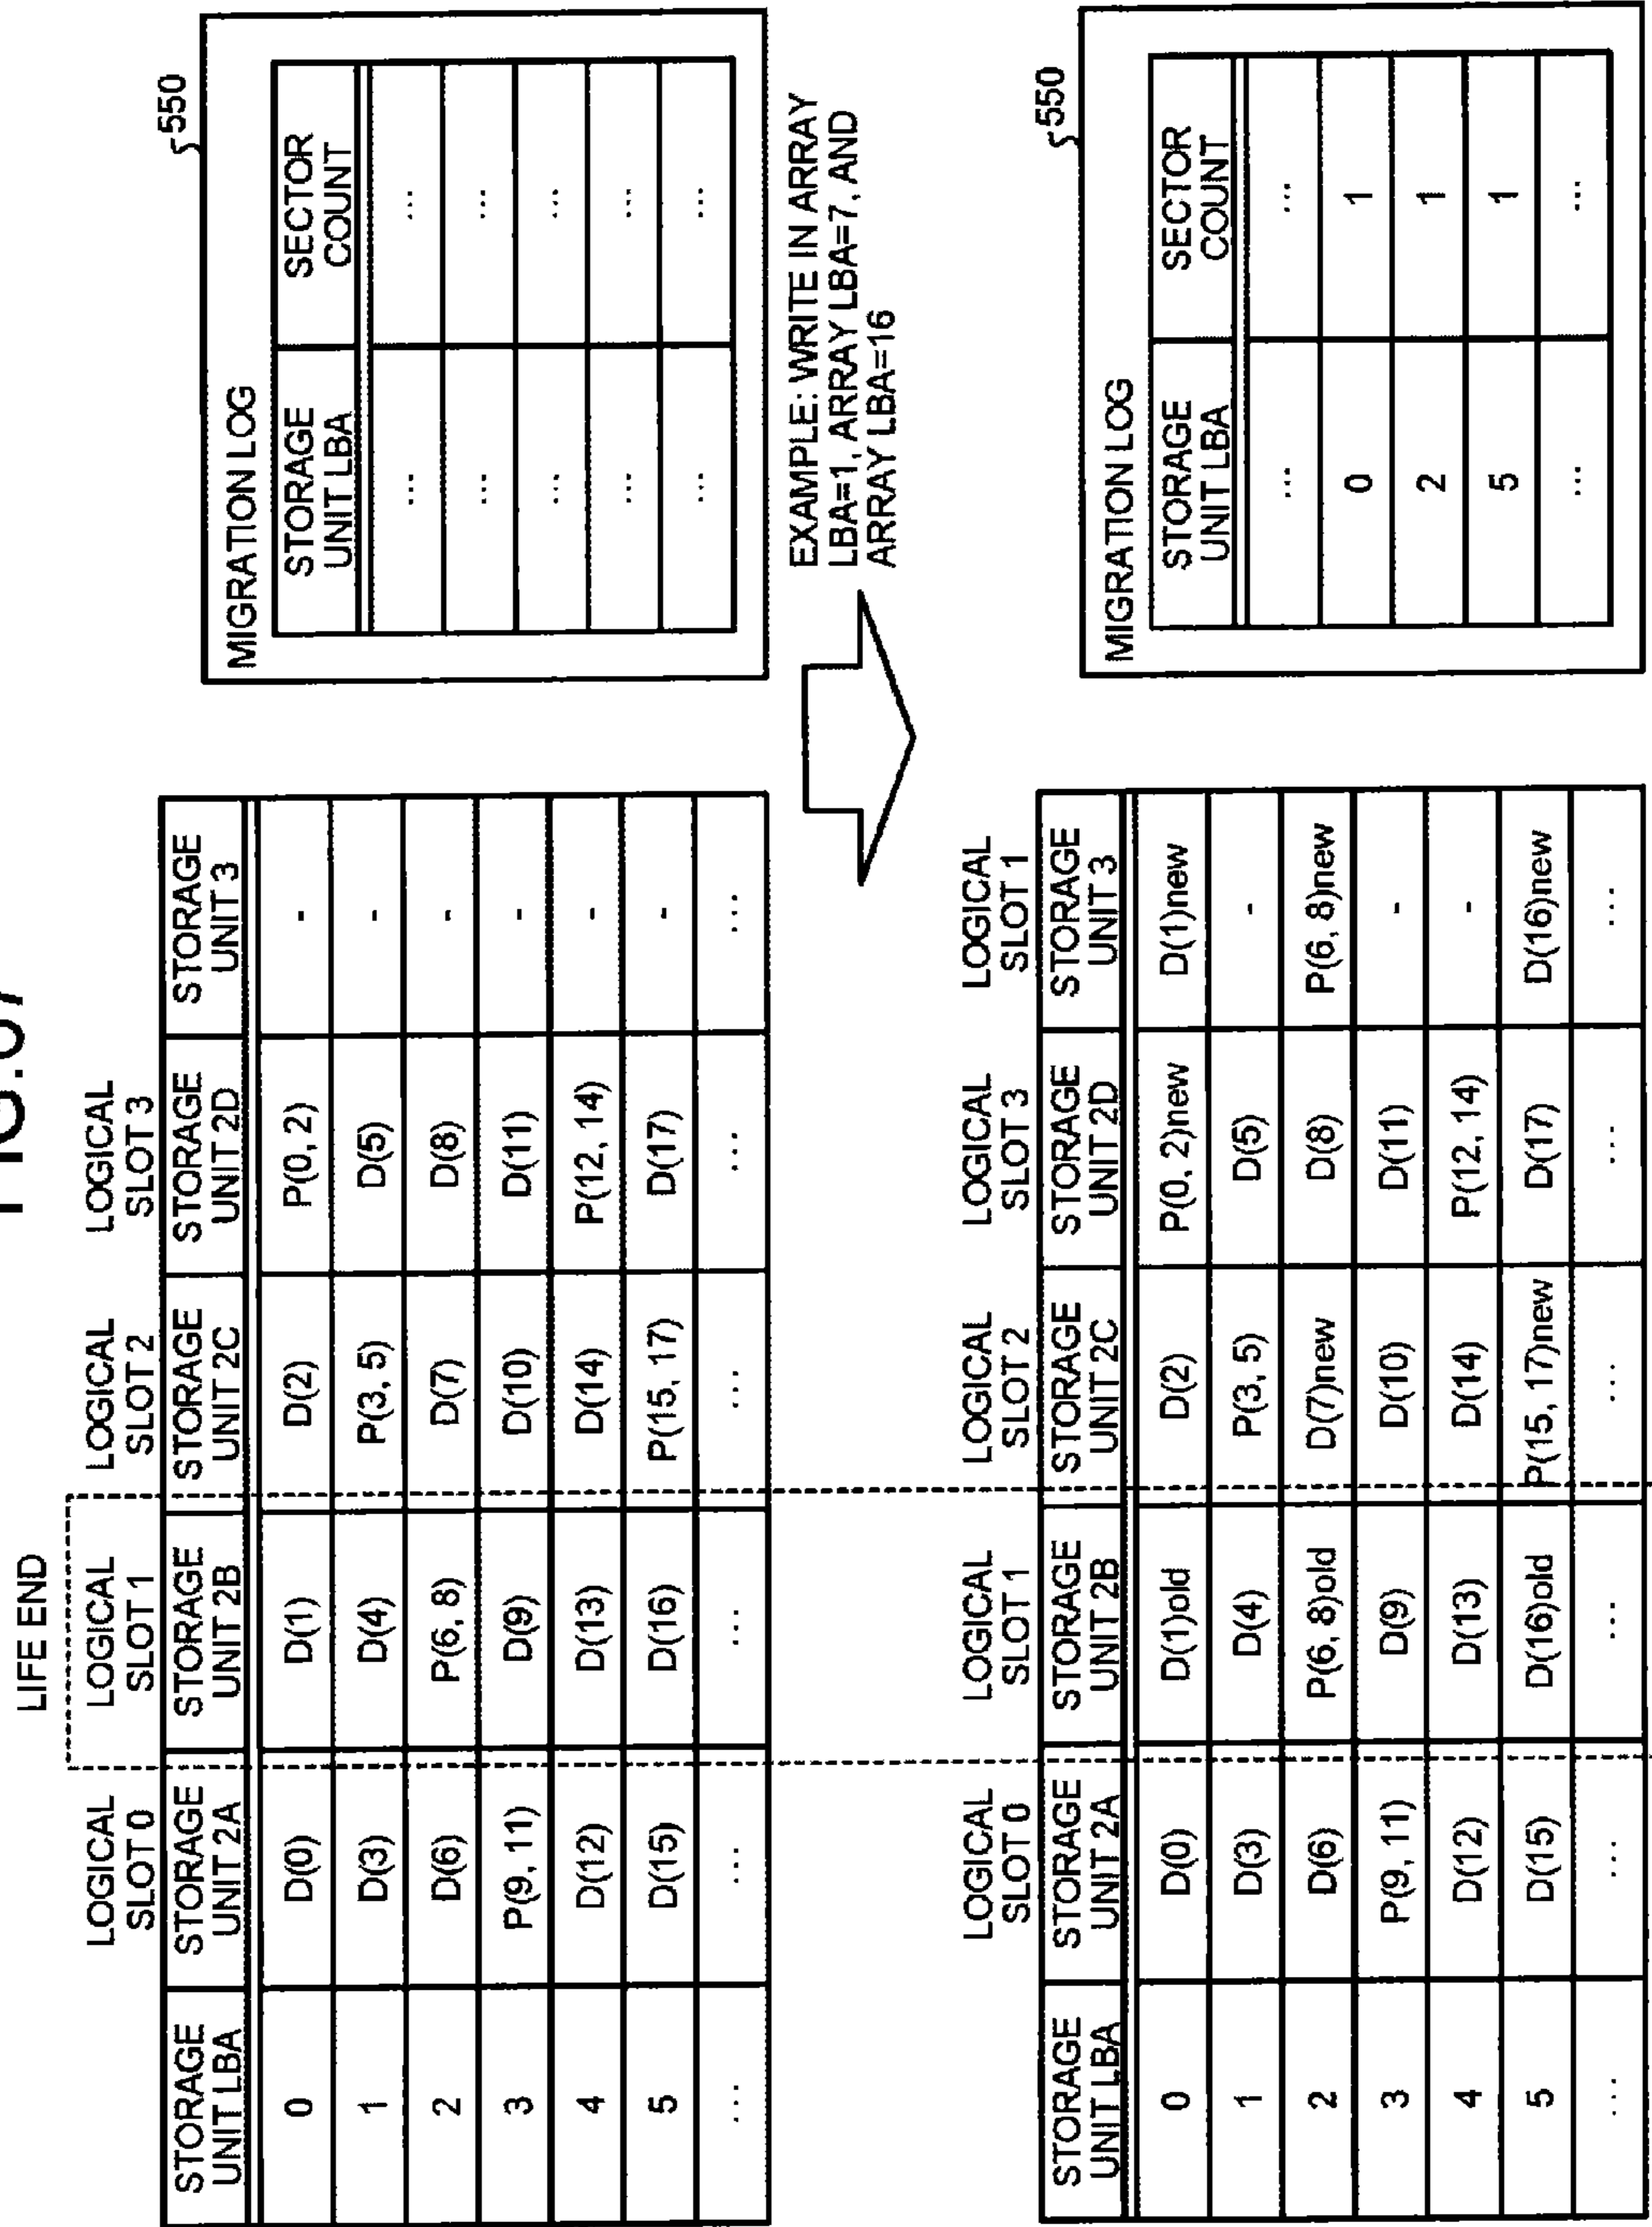 LIFE END
LOGICAL SLOT 0
LOGICAL SLOT 1
LOGICAL SLOT 2
LOGICAL SLOT 3
STORAGE UNIT LBA | STORAGE UNIT 2A | STORAGE UNIT 2B | STORAGE UNIT 2C | STORAGE UNIT 2D | STORAGE UNIT 3
0 | D(0) | D(1) | D(2) | P(0, 2) | -
1 | D(3) | D(4) | P(3, 5) | D(5) | -
2 | D(6) | P(6, 8) | D(7) | D(8) | -
3 | P(9, 11) | D(9) | D(10) | D(11) | -
4 | D(12) | D(13) | D(14) | P(12, 14) | -
5 | D(15) | D(16) | P(15, 17) | D(17) | -
... | ... | ... | ... | ... | ...
550
MIGRATION LOG
STORAGE UNIT LBA | SECTOR COUNT
... | ...
... | ...
... | ...
... | ...
... | ...
EXAMPLE: WRITE IN ARRAY
LBA=1, ARRAY LBA=7, AND
ARRAY LBA=16
LOGICAL SLOT 0
LOGICAL SLOT 1
LOGICAL SLOT 2
LOGICAL SLOT 3
LOGICAL SLOT 1
STORAGE UNIT LBA | STORAGE UNIT 2A | STORAGE UNIT 2B | STORAGE UNIT 2C | STORAGE UNIT 2D | STORAGE UNIT 3
0 | D(0) | D(1)old | D(2) | P(0, 2)new | D(1)new
1 | D(3) | D(4) | P(3, 5) | D(5) | -
2 | D(6) | P(6, 8)old | D(7)new | D(8) | P(6, 8)new
3 | P(9, 11) | D(9) | D(10) | D(11) | -
4 | D(12) | D(13) | D(14) | P(12, 14) | -
5 | D(15) | D(16)old | P(15, 17)new | D(17) | D(16)new
... | ... | ... | ... | ... | ...
550
MIGRATION LOG
STORAGE UNIT LBA | SECTOR COUNT
... | ...
0 | 1
2 | 1
5 | 1
... | ...